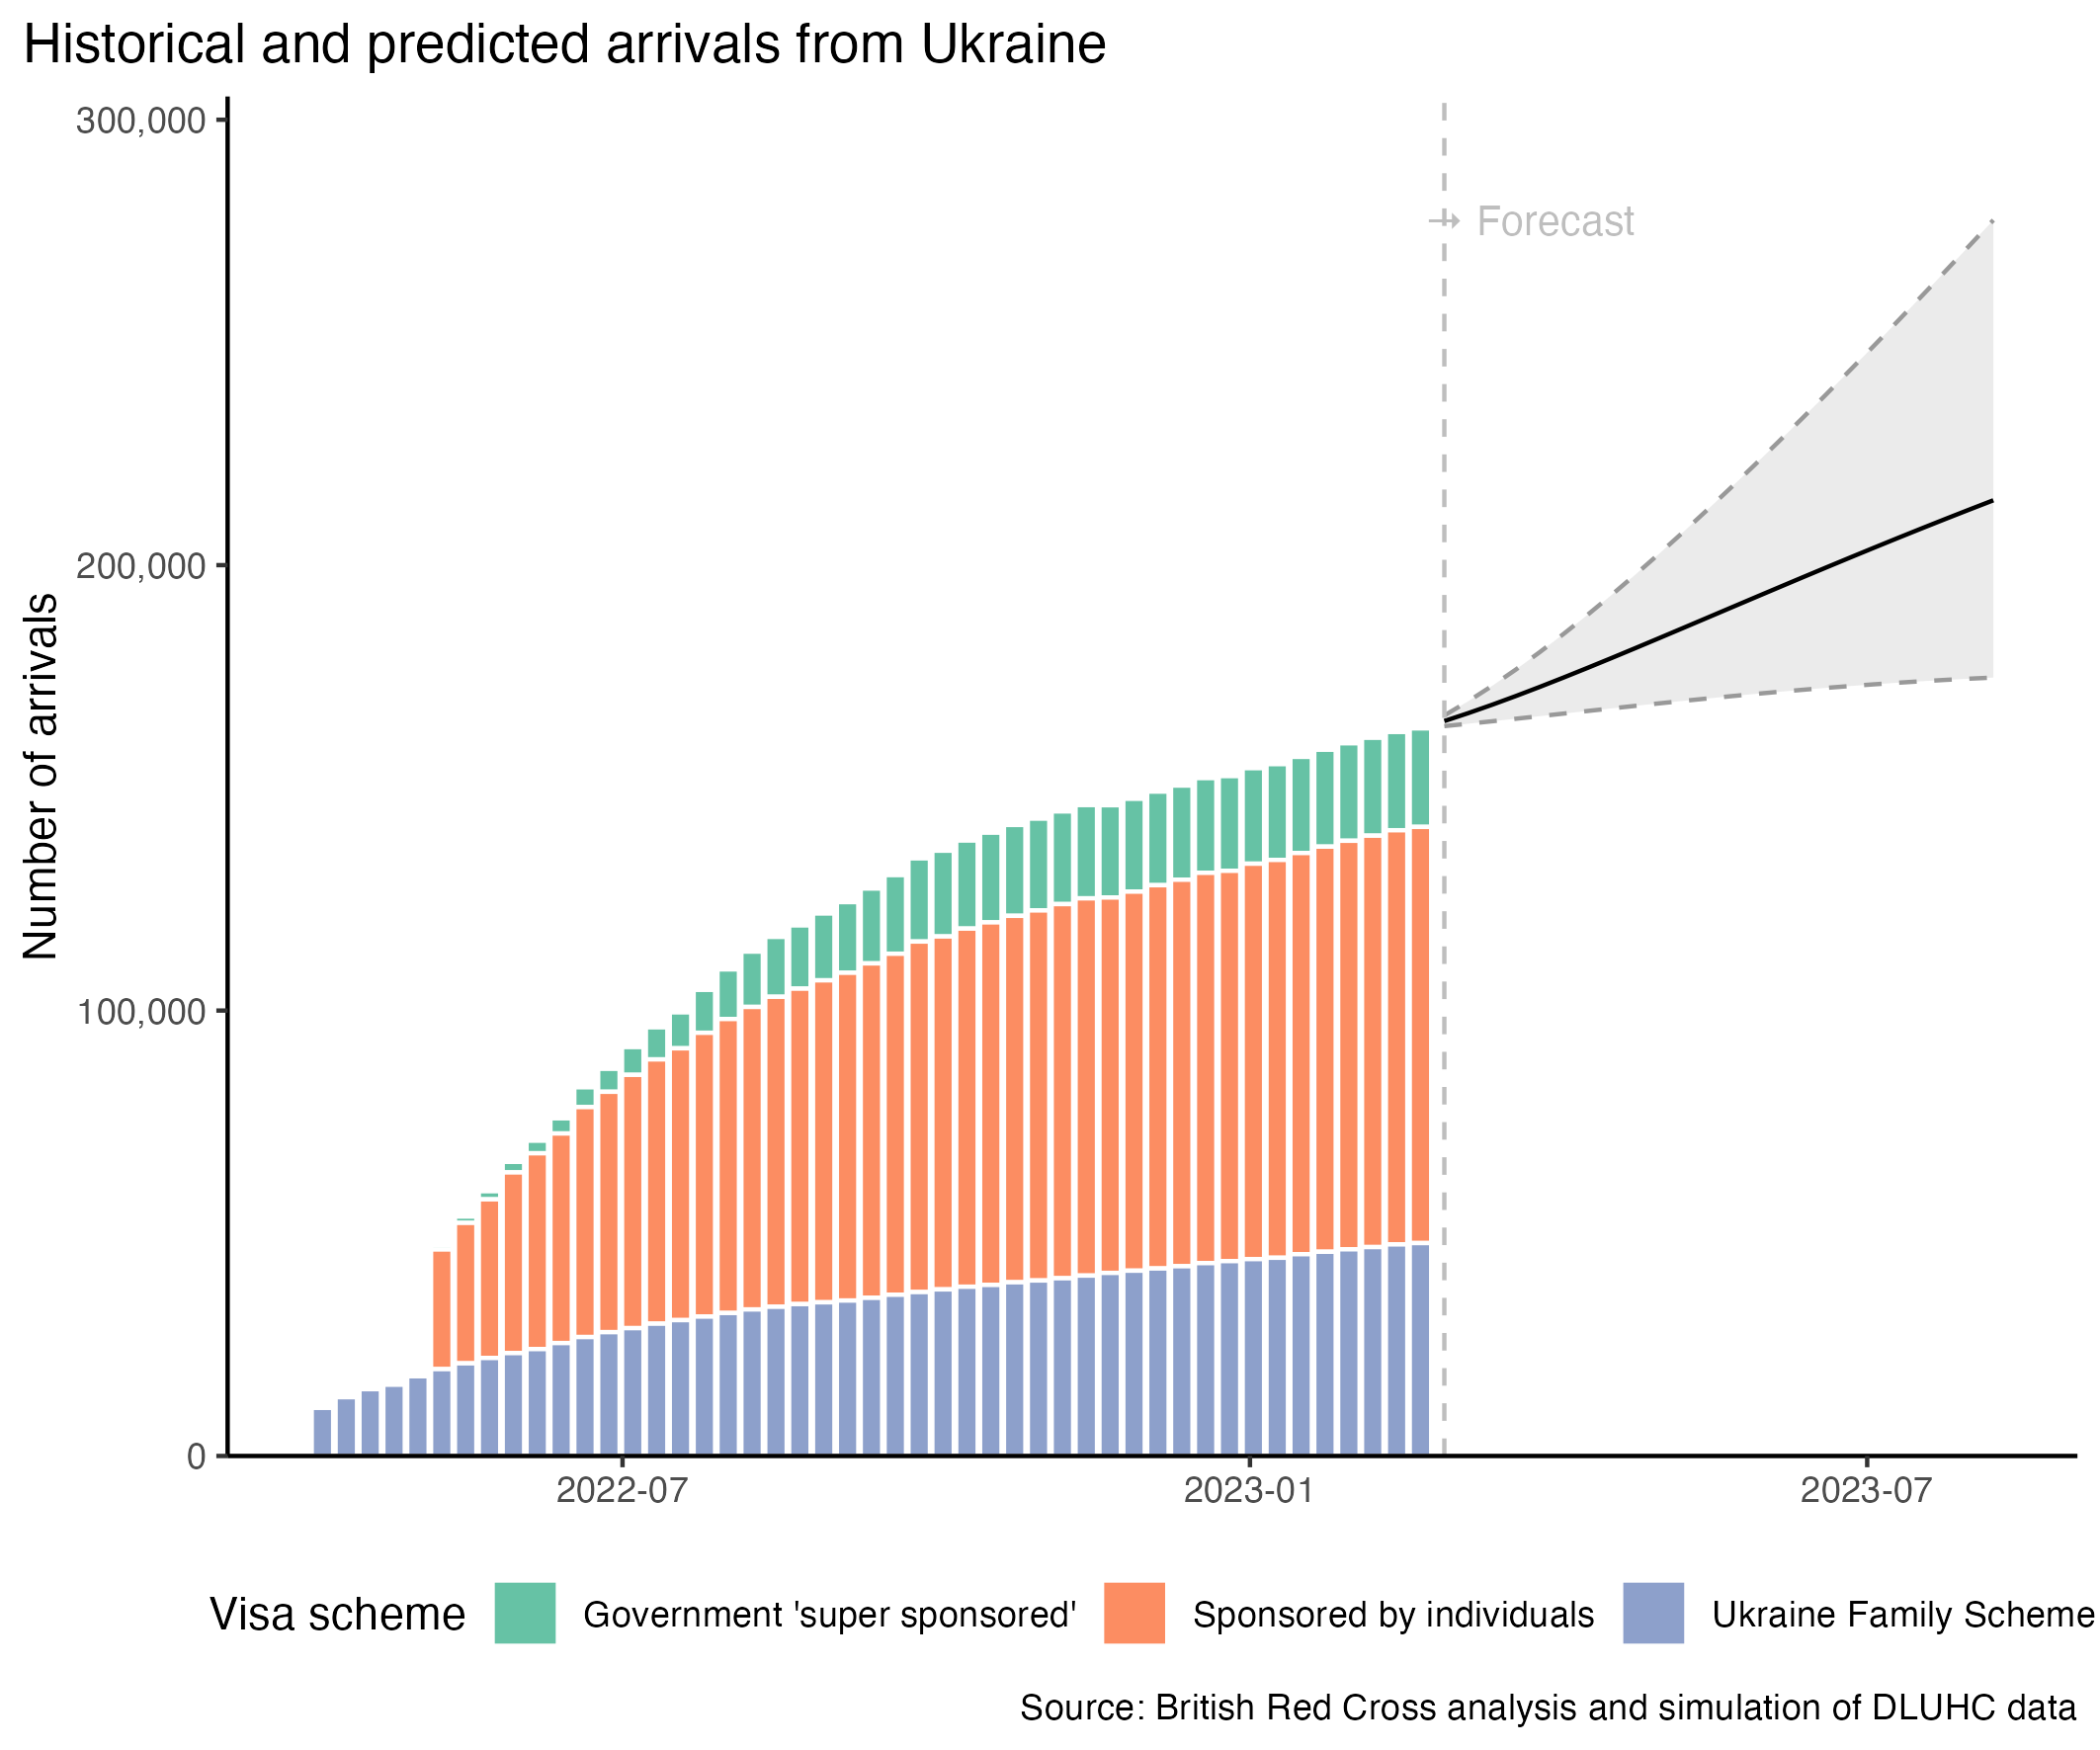 Historical and predicted arrivals from Ukraine
300,000
Forecast
200,000
Number of arrivals
100,000
0
2022-07 2023-01 2023-07
Visa scheme Government 'super sponsored' Sponsored by individuals Ukraine Family Scheme
Source: British Red Cross analysis and simulation of DLUHC data